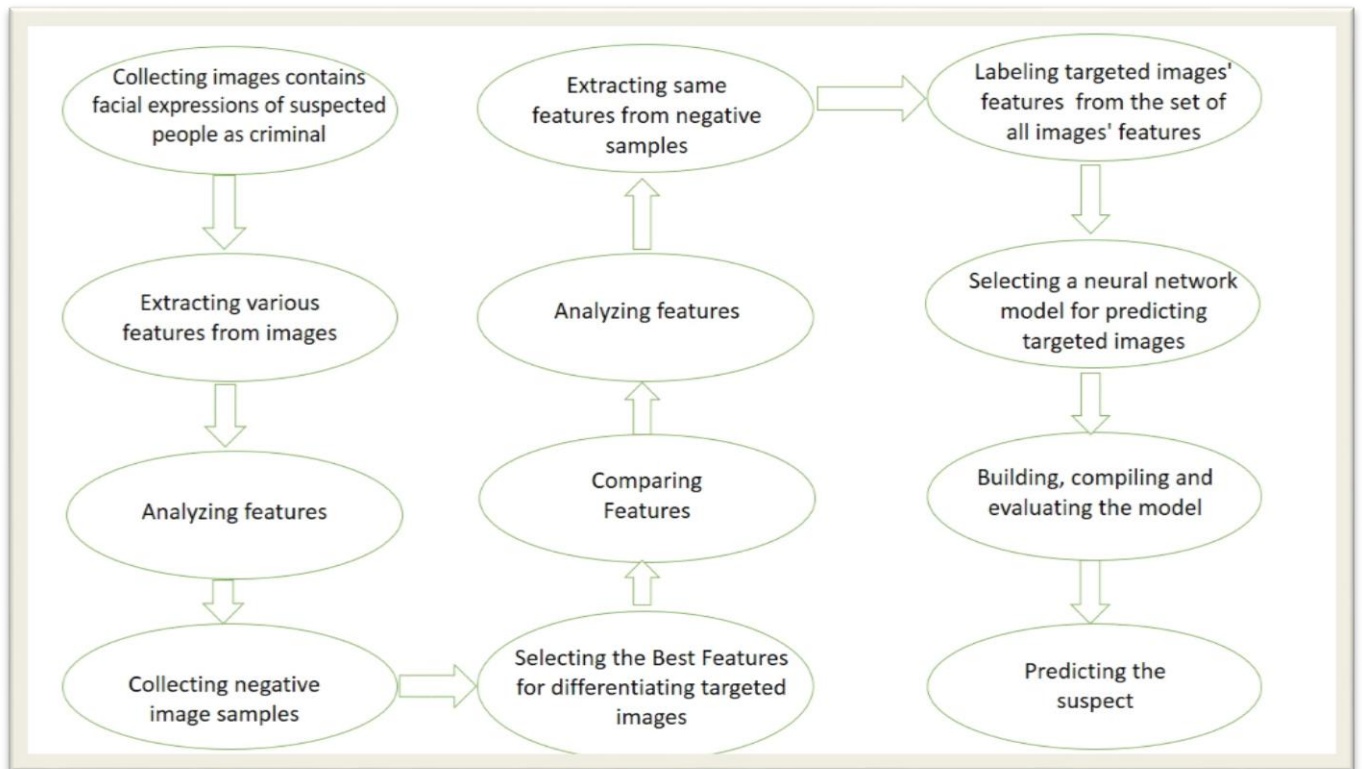 Collecting images contains
facial expressions of suspected
people as criminal
Extracting various
features from images
Analyzing features
Collecting negative
image samples
Selecting the Best Features
for differentiating targeted
images
Comparing
Features
Analyzing features
Extracting same
features from negative
samples
Labeling targeted images'
features from the set of
all images' features
Selecting a neural network
model for predicting
targeted images
Building, compiling and
evaluating the model
Predicting the
suspect